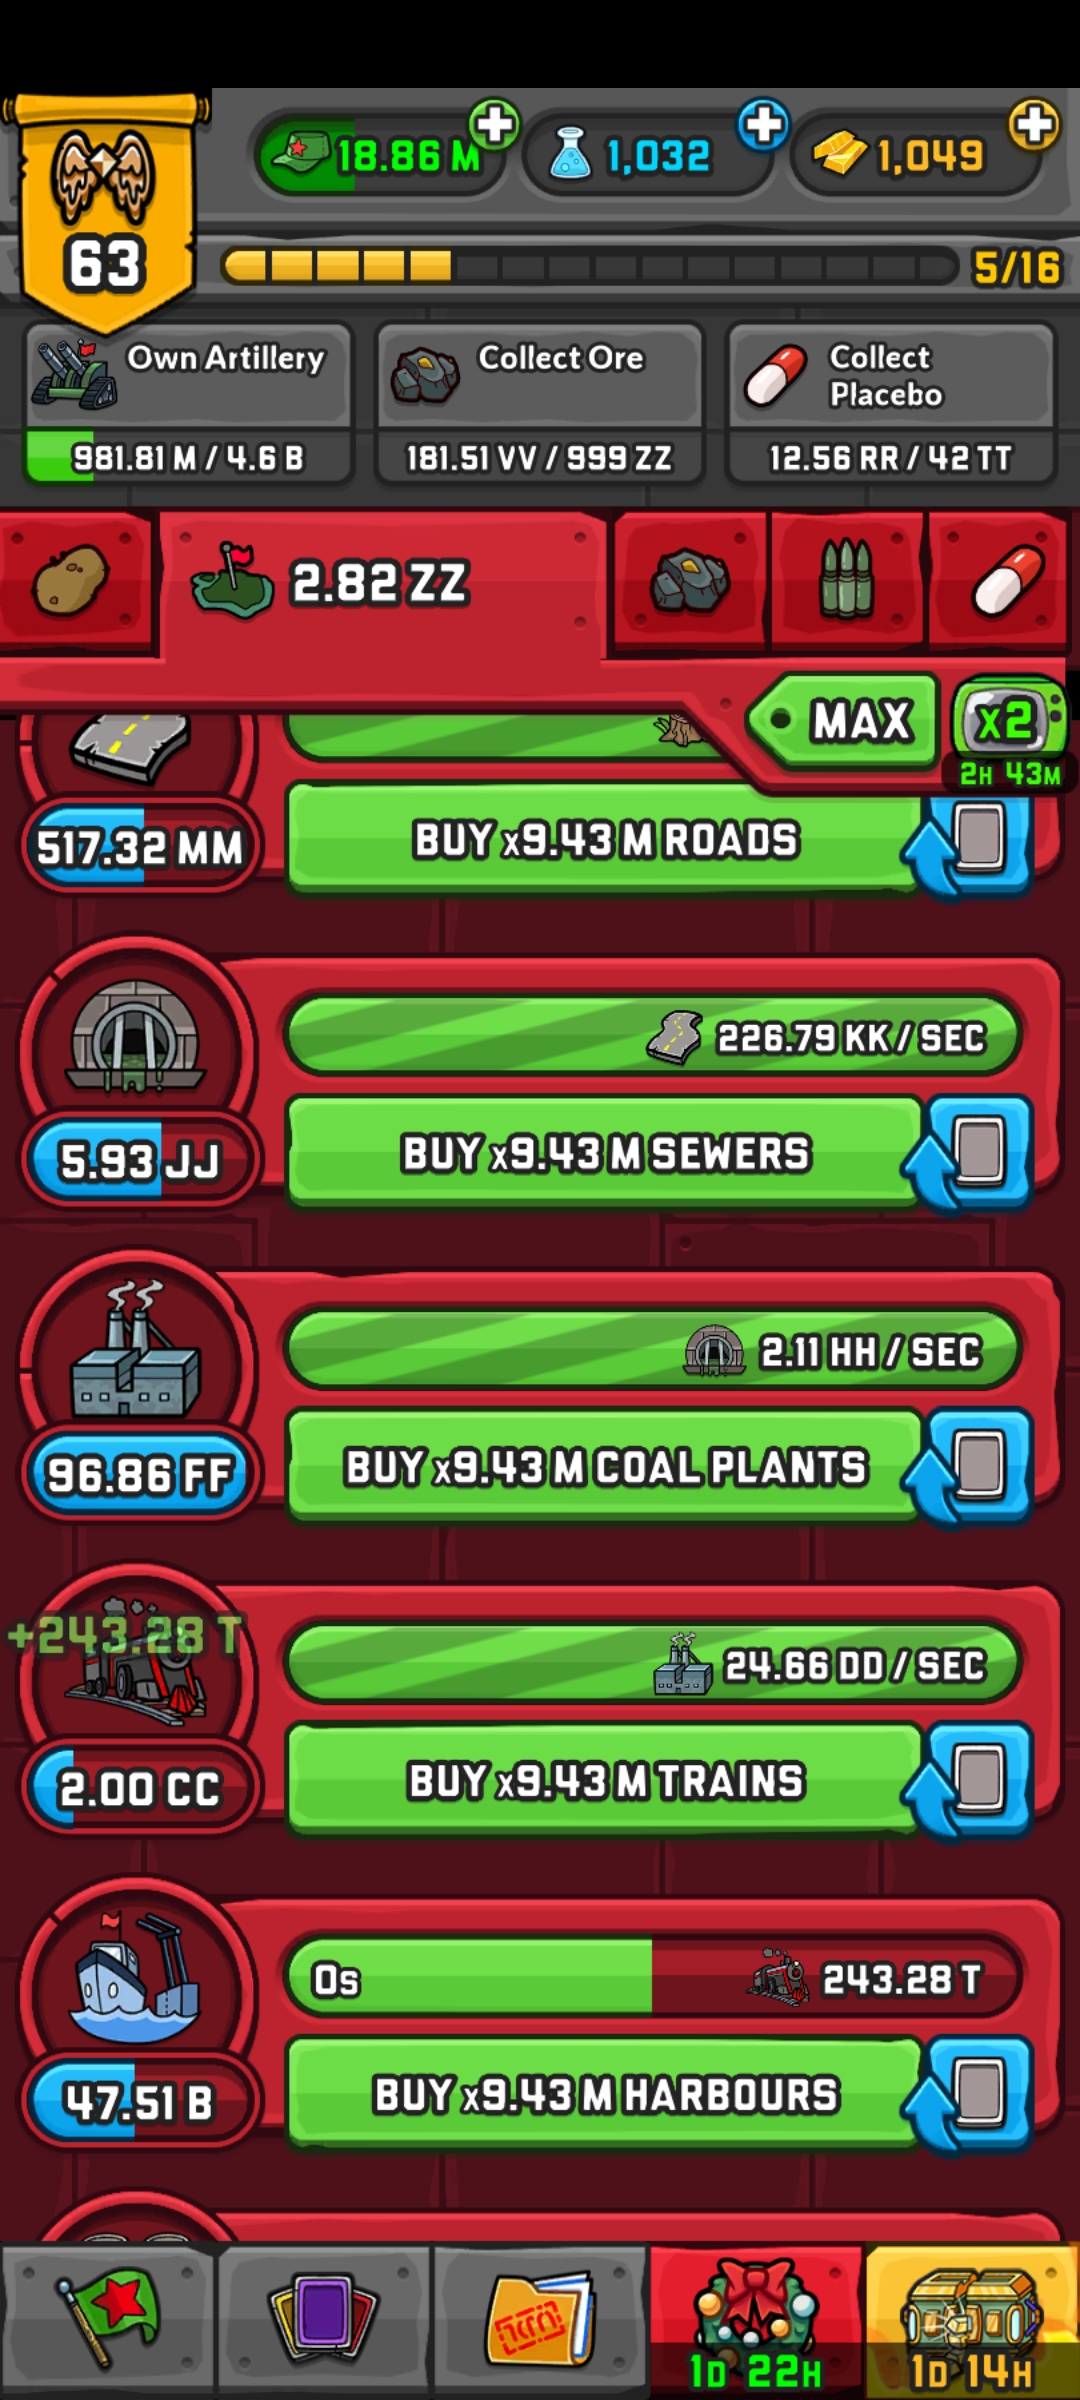 18.86 M
1,032
1,049
63
5/16
Own Artillery
981.81 M / 4.6 B
Collect Ore
181.51 VV / 999 ZZ
Collect
Placebo
12.56 RR / 42 TT
2.82 ZZ
MAX
x2
2H 43M
517.32 MM
BUY x9.43 M ROADS
226.79 KK / SEC
5.93 JJ
BUY x9.43 M SEWERS
2.11 HH / SEC
96.86 FF
BUY x9.43 M COAL PLANTS
+243.28 T
24.66 DD / SEC
2.00 CC
BUY x9.43 M TRAINS
0s
243.28 T
47.51 B
BUY x9.43 M HARBOURS
1D 22H
1D 14H